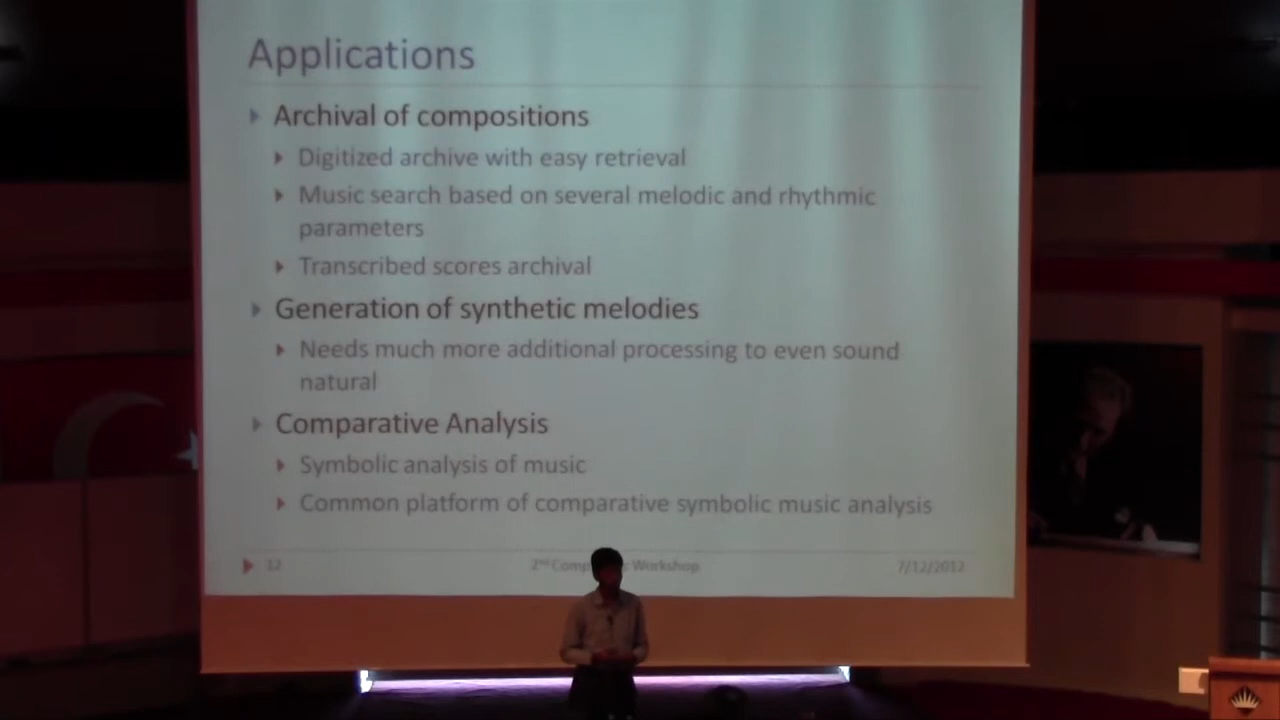 Applications
Archival of compositions
Digitized archive with easy retrieval
Music search based on several melodic and rhythmic
parameters
Transcribed scores archival
Generation of synthetic melodies
Needs much more additional processing to even sound
natural
Comparative Analysis
Symbolic analysis of music
Common platform of comparative symbolic music analysis
12
2nd Workshop
7/12/2012